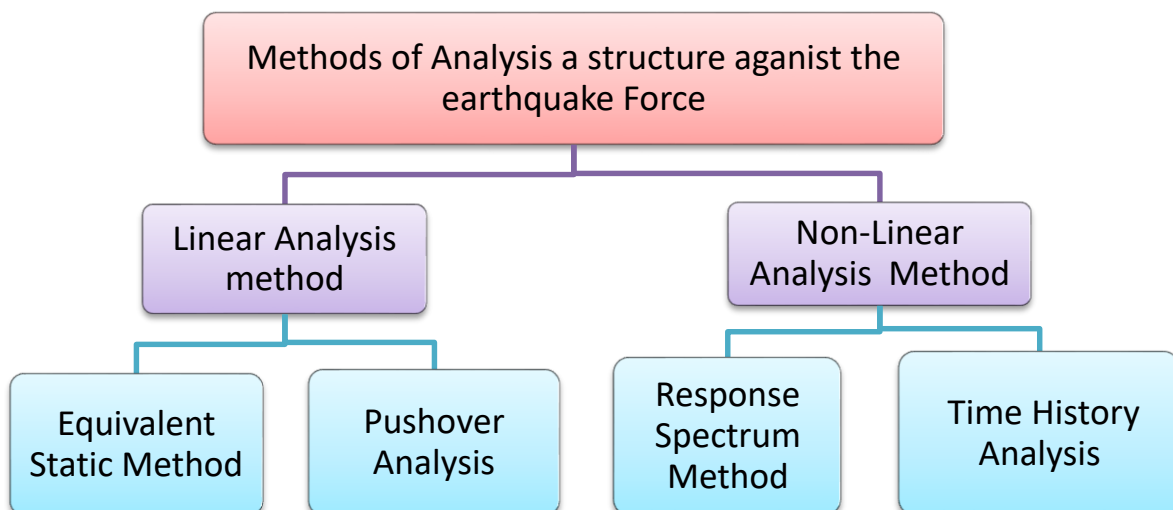 Methods of Analysis a structure aganist the
earthquake Force
Linear Analysis
method
Non-Linear
Analysis Method
Equivalent
Static Method
Pushover
Analysis
Response
Spectrum
Method
Time History
Analysis